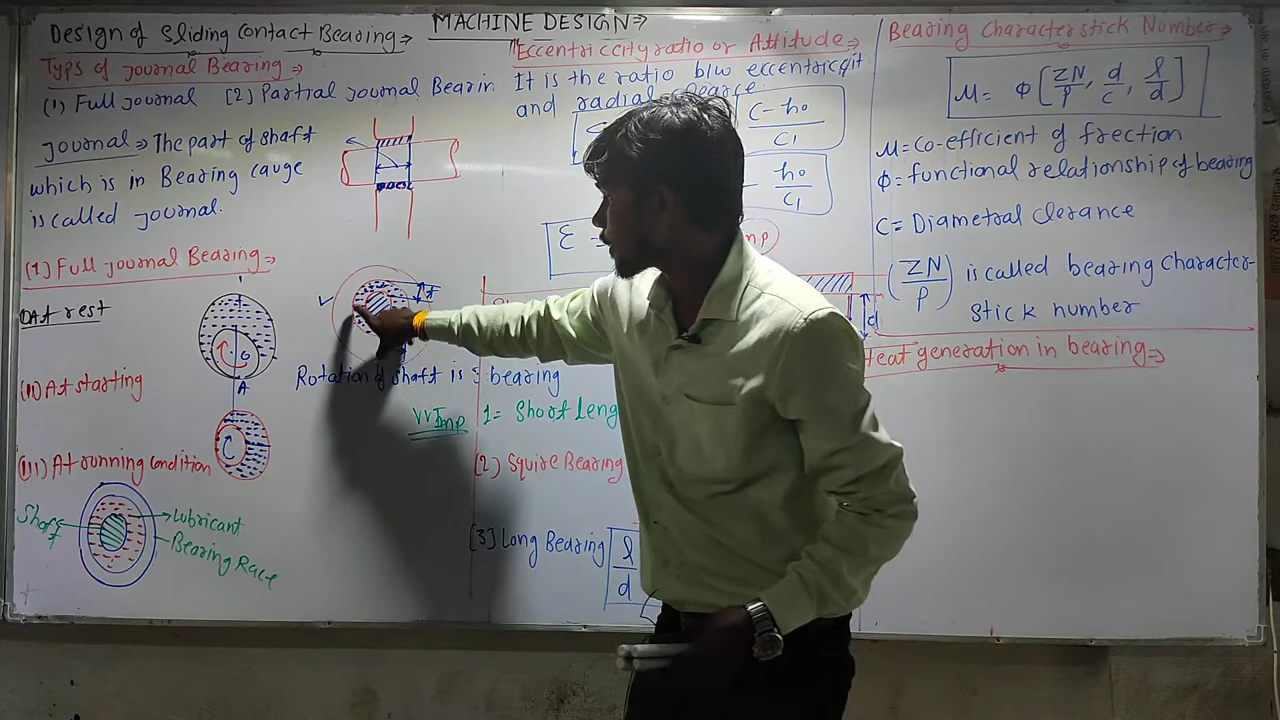 MACHINE DESIGN⇒
Design of Sliding Contact Bearing⇒
Typs of Journal Bearing⇒
(1) Full Journal (2) Partial Journal Bearin
Journal⇒ The part of shaft
which is in Bearing cauge
is called journal.
(1) Full Journal Bearing⇒
(I) At rest
A
(II) At starting
(III) At running condition
Shaft
Lubricant
Bearing Race
Rotation of shaft is bearing
VVImp
"Eccentriccity ratio or Attitude⇒
It is the ratio b/w eccentricit
and radial
C-ho
C1
ho
C1
Ɛ =
mp)
d
1= Short Leng
(2) Squire Bearing
(3) Long Bearing
l
d
Bearing Characterstick Number⇒
μ= Φ[ZN/P, d/c, l/d]
μ= Co-efficient of frection
Φ= functional relationship of bearing
C= Diametral Clerance
(ZN/P) is called bearing character-
stick number
Heat generation in bearing⇒